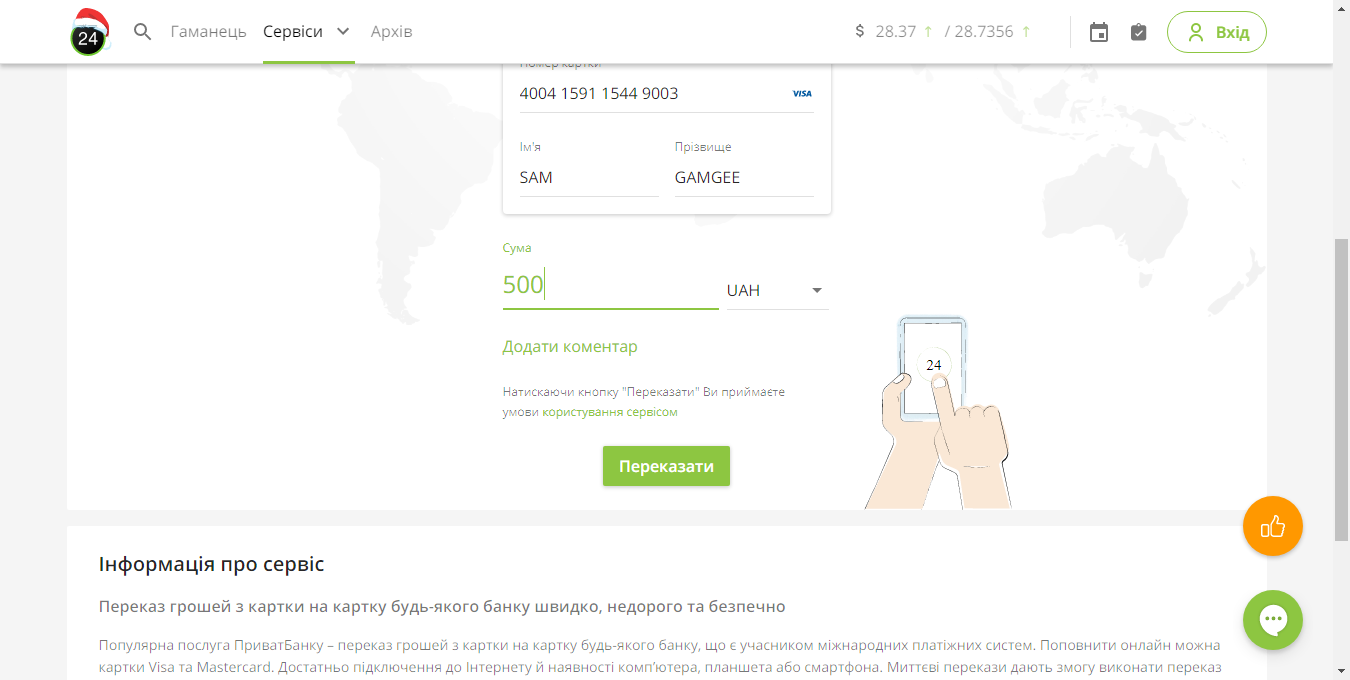 24
Гаманець Сервіси Архів
$ 28.37 ↑ / 28.7356 ↑
Вхід
Номер картки
4004 1591 1544 9003
VISA
Ім'я Прізвище
SAM GAMGEE
Сума
500 UAH
Додати коментар
Натискаючи кнопку "Переказати" Ви приймаєте
умови користування сервісом
Переказати
24
Інформація про сервіс
Переказ грошей з картки на картку будь-якого банку швидко, недорого та безпечно
Популярна послуга ПриватБанку – переказ грошей з картки на картку будь-якого банку, що є учасником міжнародних платіжних систем. Поповнити онлайн можна
картки Visa та Mastercard. Достатньо підключення до Інтернету й наявності комп’ютера, планшета або смартфона. Миттєві перекази дають змогу виконати переказ